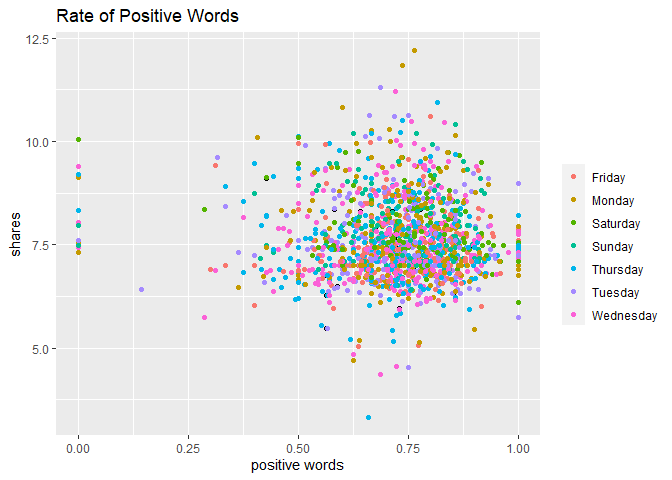 Rate of Positive Words
12.5
10.0
7.5
5.0
shares
0.00 0.25 0.50 0.75 1.00
positive words
Friday
Monday
Saturday
Sunday
Thursday
Tuesday
Wednesday